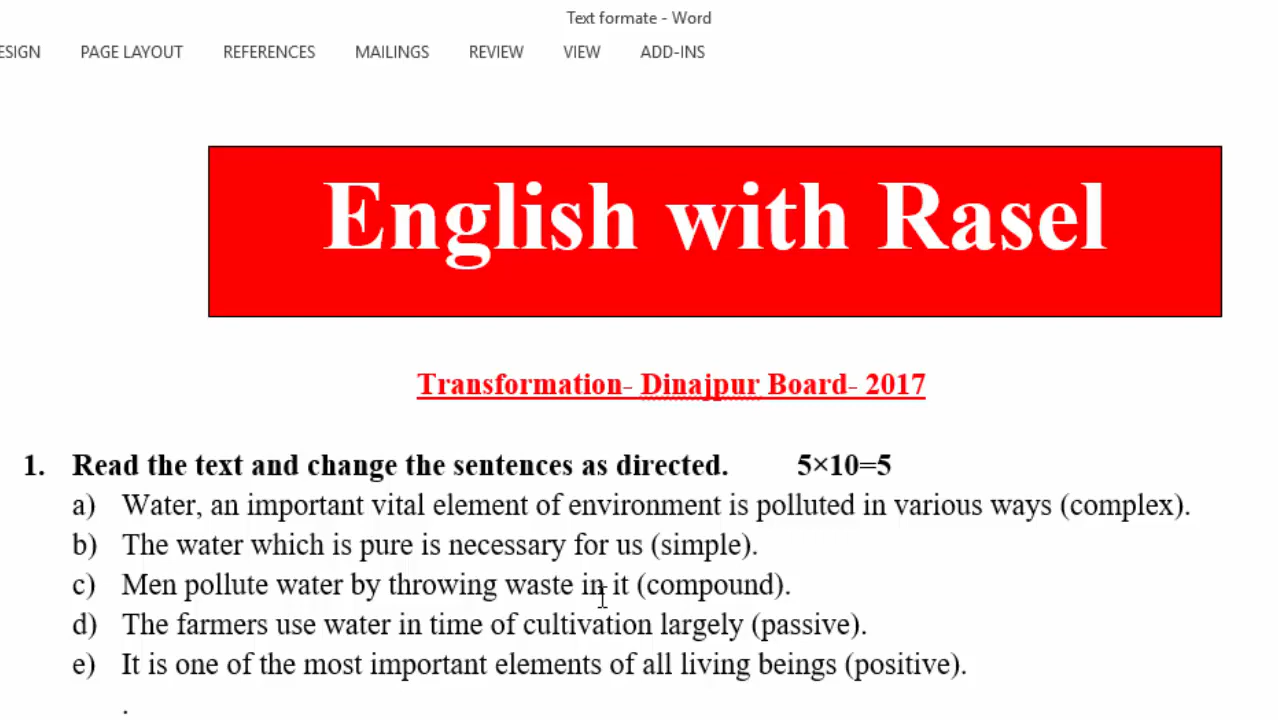 Text formate - Word
ESIGN PAGE LAYOUT REFERENCES MAILINGS REVIEW VIEW ADD-INS
English with Rasel
Transformation- Dinajpur Board- 2017
1. Read the text and change the sentences as directed. 5×10=5
a) Water, an important vital element of environment is polluted in various ways (complex).
b) The water which is pure is necessary for us (simple).
c) Men pollute water by throwing waste in it (compound).
d) The farmers use water in time of cultivation largely (passive).
e) It is one of the most important elements of all living beings (positive).
.